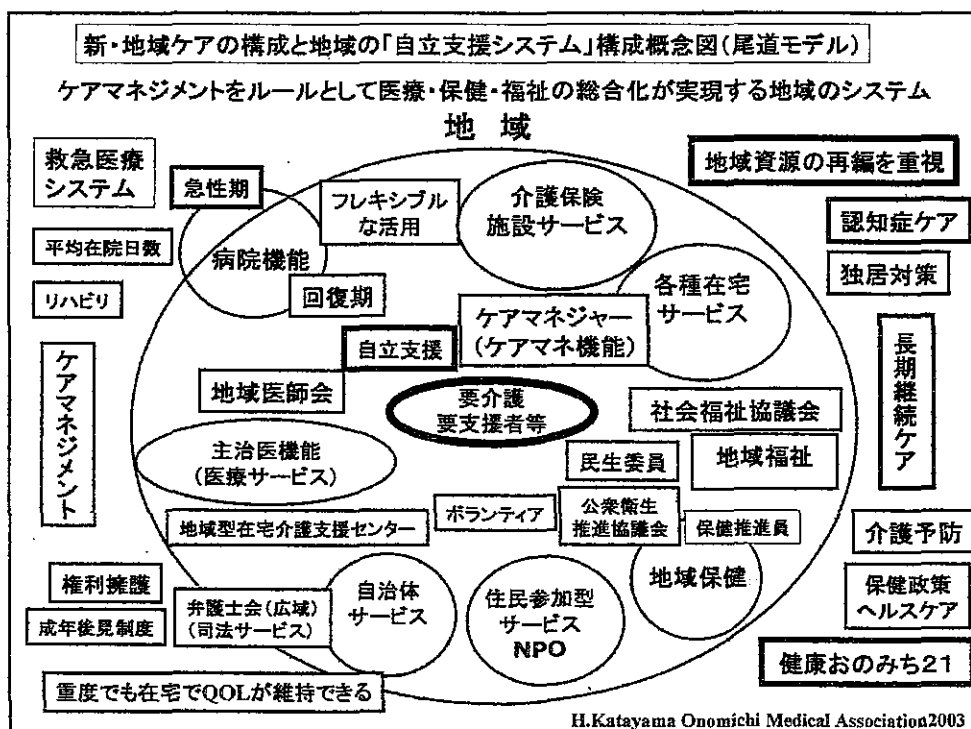 新・地域ケアの構成と地域の「自立支援システム」構成概念図(尾道モデル)
ケアマネジメントをルールとして医療・保健・福祉の総合化が実現する地域のシステム
地 域
救急医療
システム
急性期
フレキシブル
な活用
介護保険
施設サービス
地域資源の再編を重視
認知症ケア
平均在院日数
病院機能
回復期
各種在宅
サービス
独居対策
リハビリ
ケアマネジャー
(ケアマネ機能)
自立支援
ケアマネジメント
地域医師会
要介護
要支援者等
社会福祉協議会
長期継続ケア
主治医機能
(医療サービス)
民生委員
地域福祉
地域型在宅介護支援センター
ボランティア
公衆衛生
推進協議会
保健推進員
介護予防
権利擁護
成年後見制度
弁護士会(広域)
(司法サービス)
自治体
サービス
住民参加型
サービス
NPO
地域保健
保健政策
ヘルスケア
健康おのみち21
重度でも在宅でQOLが維持できる
H.Katayama Onomichi Medical Association2003